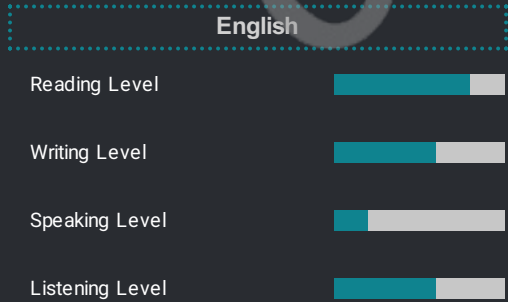 English
Reading Level
Writing Level
Speaking Level
Listening Level